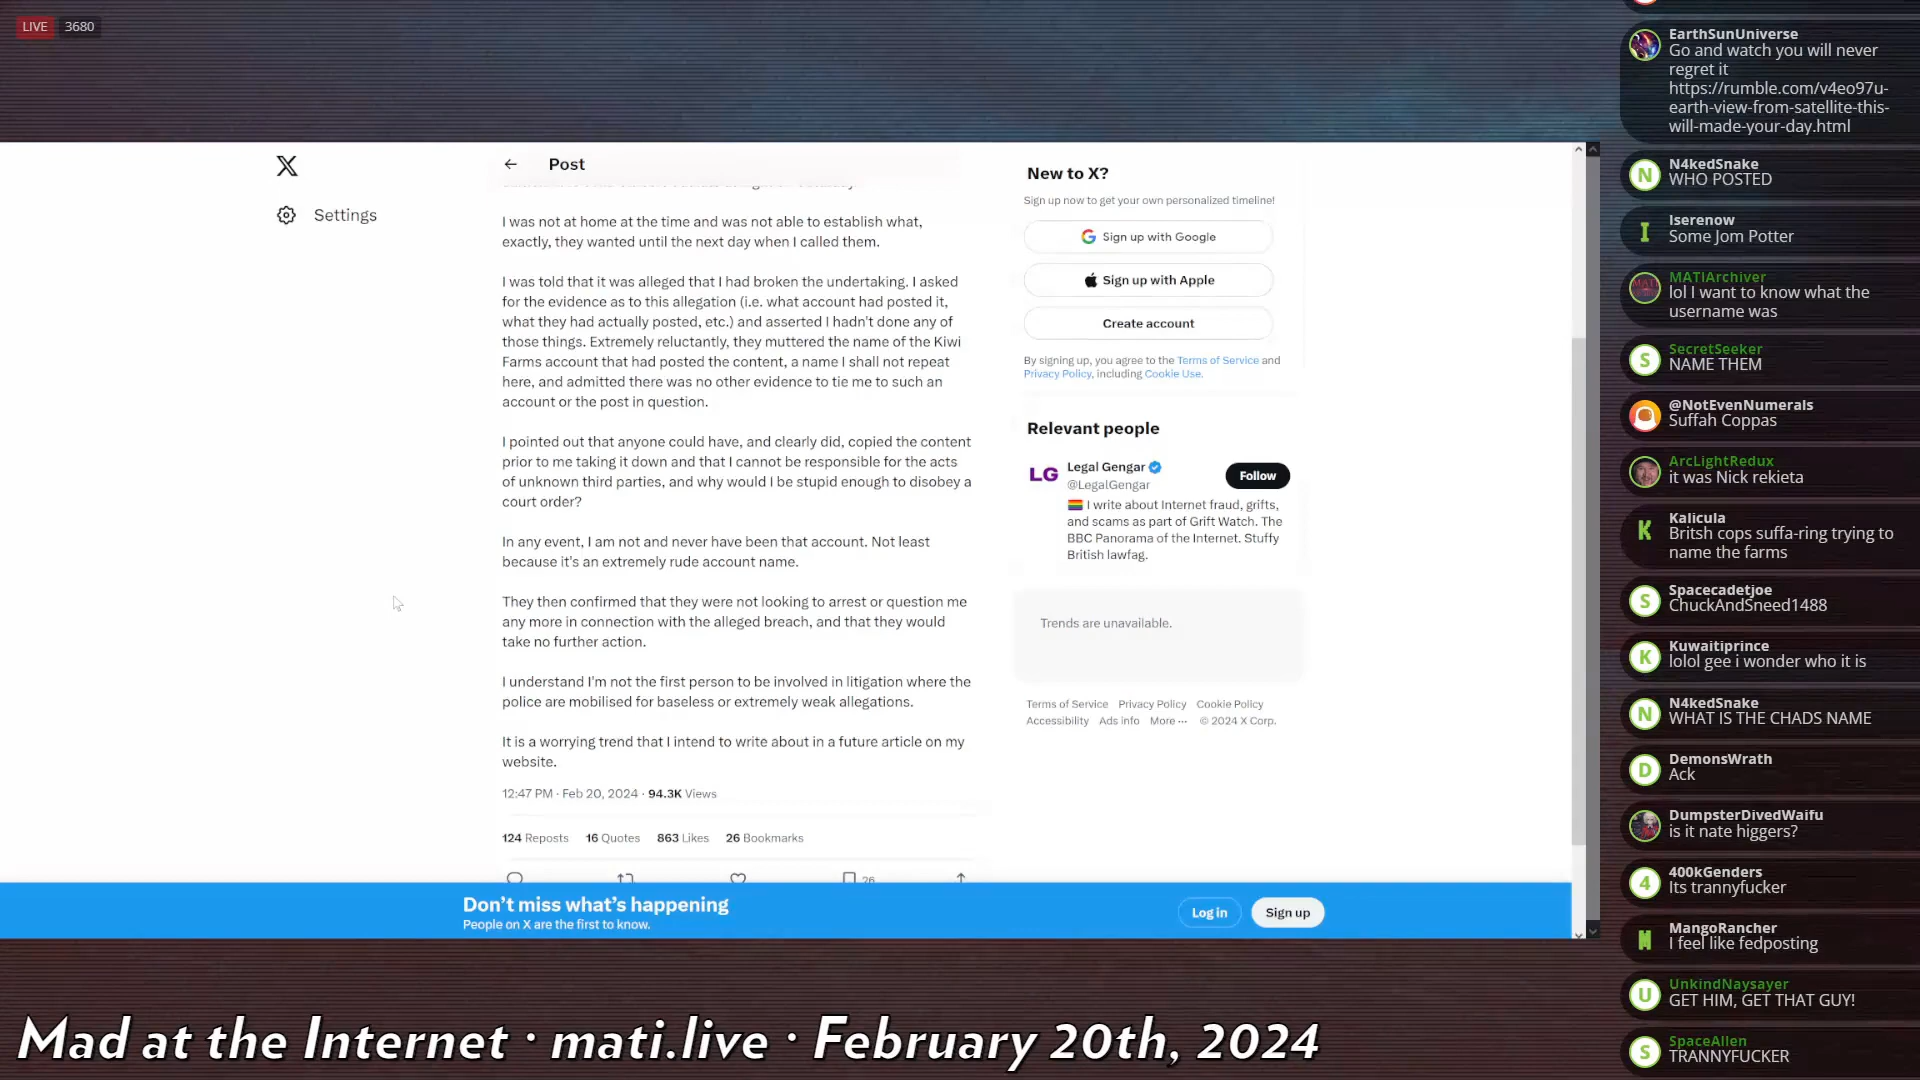 LIVE 3680
Post
Settings
I was not at home at the time and was not able to establish what,
exactly, they wanted until the next day when I called them.
I was told that it was alleged that I had broken the undertaking. I asked
for the evidence as to this allegation (i.e. what account had posted it,
what they had actually posted, etc.) and asserted I hadn't done any of
those things. Extremely reluctantly, they muttered the name of the Kiwi
Farms account that had posted the content, a name I shall not repeat
here, and admitted there was no other evidence to tie me to such an
account or the post in question.
I pointed out that anyone could have, and clearly did, copied the content
prior to me taking it down and that I cannot be responsible for the acts
of unknown third parties, and why would I be stupid enough to disobey a
court order?
In any event, I am not and never have been that account. Not least
because it's an extremely rude account name.
They then confirmed that they were not looking to arrest or question me
any more in connection with the alleged breach, and that they would
take no further action.
I understand I'm not the first person to be involved in litigation where the
police are mobilised for baseless or extremely weak allegations.
It is a worrying trend that I intend to write about in a future article on my
website.
12:47 PM · Feb 20, 2024 · 94.3K Views
124 Reposts 16 Quotes 863 Likes 26 Bookmarks
26
New to X?
Sign up now to get your own personalized timeline!
Sign up with Google
Sign up with Apple
Create account
By signing up, you agree to the Terms of Service and
Privacy Policy, including Cookie Use.
Relevant people
LG
Legal Gengar
@LegalGengar
Follow
I write about Internet fraud, grifts,
and scams as part of Grift Watch. The
BBC Panorama of the Internet. Stuffy
British lawfag.
Trends are unavailable.
Terms of Service Privacy Policy Cookie Policy
Accessibility Ads info More ··· © 2024 X Corp.
Don't miss what's happening
People on X are the first to know.
Log in
Sign up
EarthSunUniverse
Go and watch you will never
regret it
https://rumble.com/v4eo97u-
earth-view-from-satellite-this-
will-made-your-day.html
N
N4kedSnake
WHO POSTED
I
Iserenow
Some Jom Potter
MATIArchiver
lol I want to know what the
username was
S
SecretSeeker
NAME THEM
@NotEvenNumerals
Suffah Coppas
ArcLightRedux
it was Nick rekieta
K
Kalicula
Britsh cops suffa-ring trying to
name the farms
S
Spacecadetjoe
ChuckAndSneed1488
K
Kuwaitiprince
lolol gee i wonder who it is
N
N4kedSnake
WHAT IS THE CHADS NAME
D
DemonsWrath
Ack
DumpsterDivedWaifu
is it nate higgers?
4
400kGenders
Its trannyfucker
M
MangoRancher
I feel like fedposting
U
UnkindNaysayer
GET HIM, GET THAT GUY!
S
SpaceAllen
TRANNYFUCKER
Mad at the Internet · mati.live · February 20th, 2024